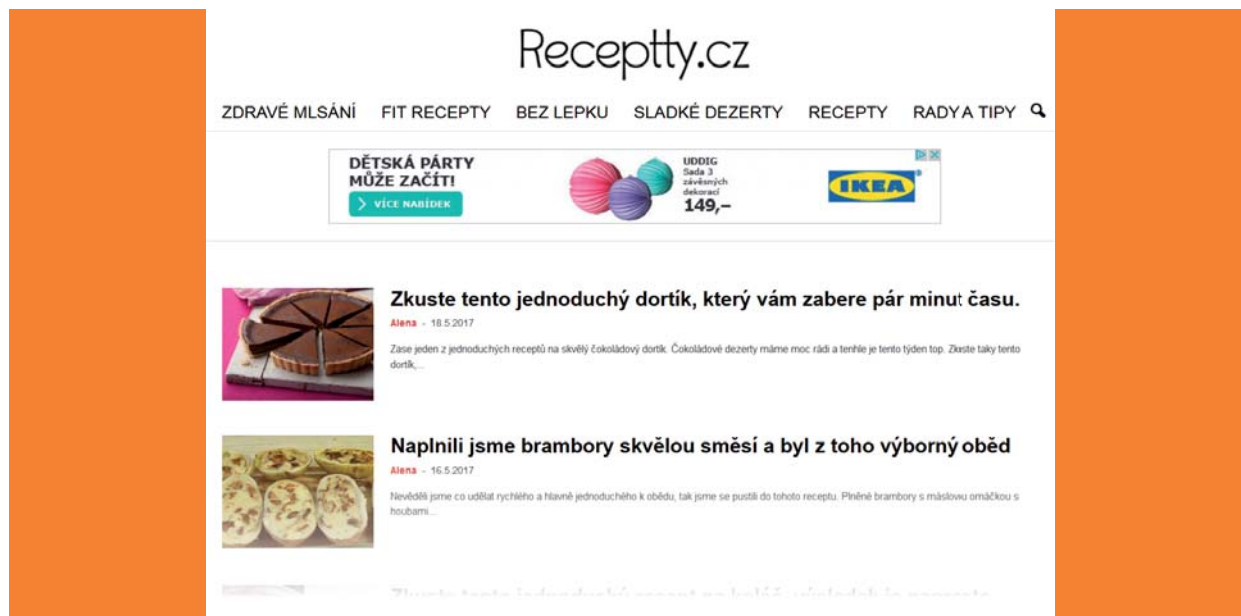 Receptty.cz
ZDRAVÉ MLSÁNÍ FIT RECEPTY BEZ LEPKU SLADKÉ DEZERTY RECEPTY RADY A TIPY
DĚTSKÁ PÁRTY
MŮŽE ZAČÍT!
VÍCE NABÍDEK
UDDIG
Sada 3
závěsných
dekorací
149,–
IKEA
Zkuste tento jednoduchý dortík, který vám zabere pár minut času.
Alena - 18.5.2017
Zase jeden z jednoduchých receptů na skvělý čokoládový dortík. Čokoládové dezerty máme moc rádi a tenhle je tento týden top. Zkuste taky tento
dortík,...
Naplnili jsme brambory skvělou směsí a byl z toho výborný oběd
Alena - 16.5.2017
Nevěděli jsme co udělat rychlého a hlavně jednoduchého k obědu, tak jsme se pustili do tohoto receptu. Plněné brambory s máslovou omáčkou s
houbami...